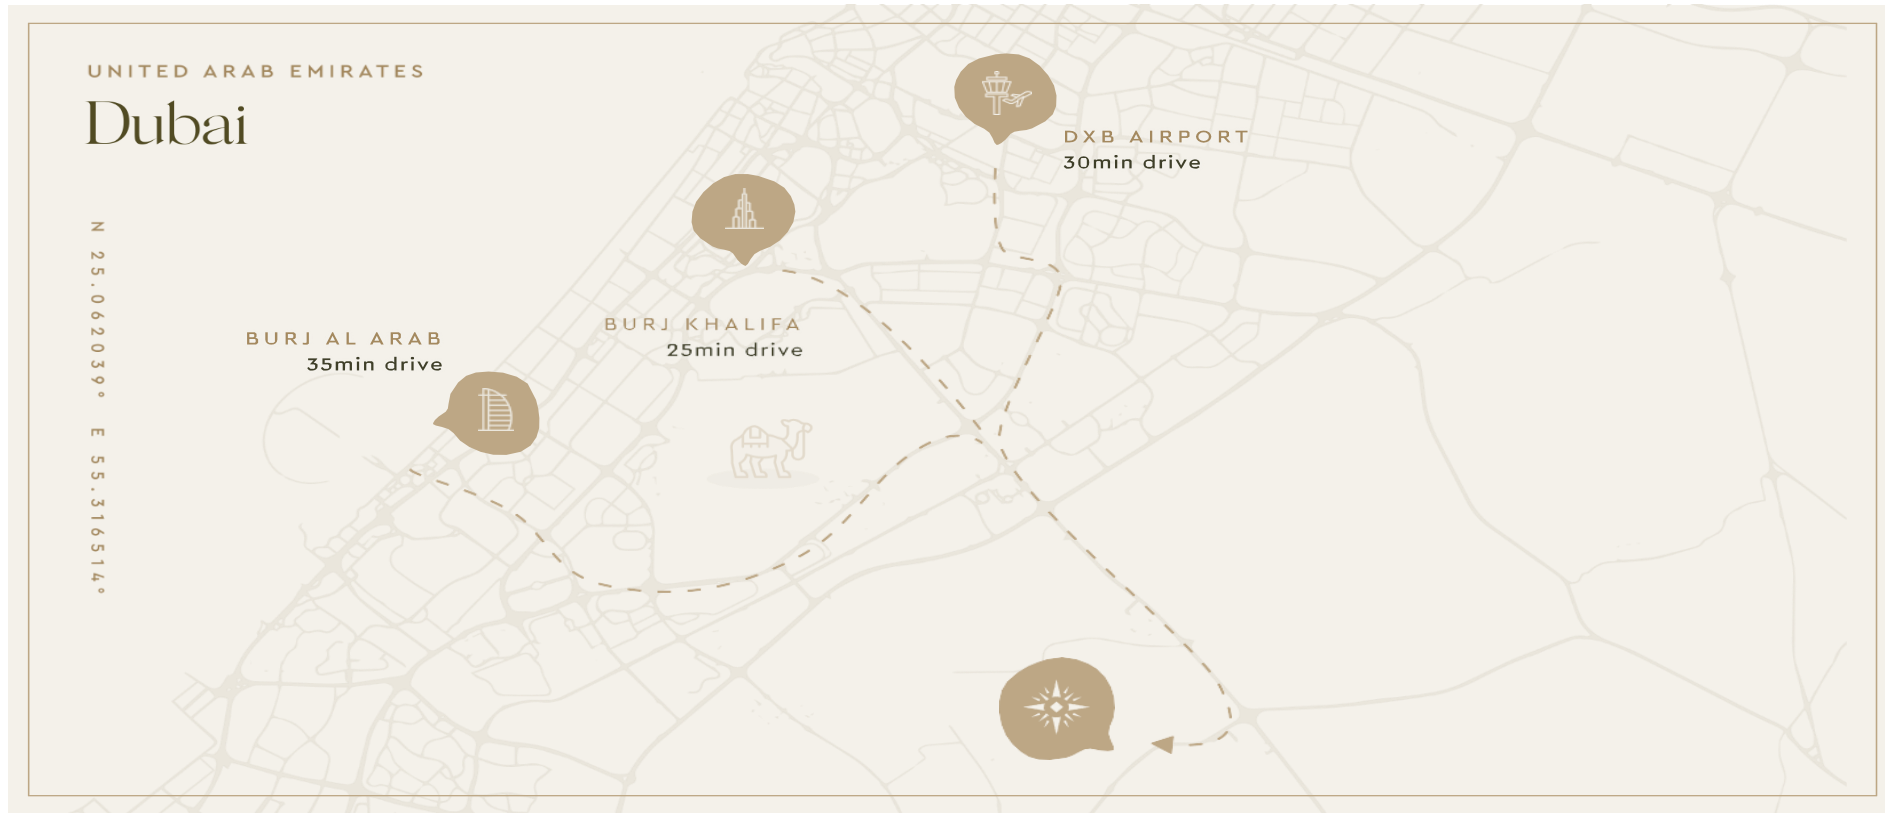 UNITED ARAB EMIRATES
Dubai
N 25.062039° E 55.316514°
DXB AIRPORT
30min drive
BURJ KHALIFA
25min drive
BURJ AL ARAB
35min drive